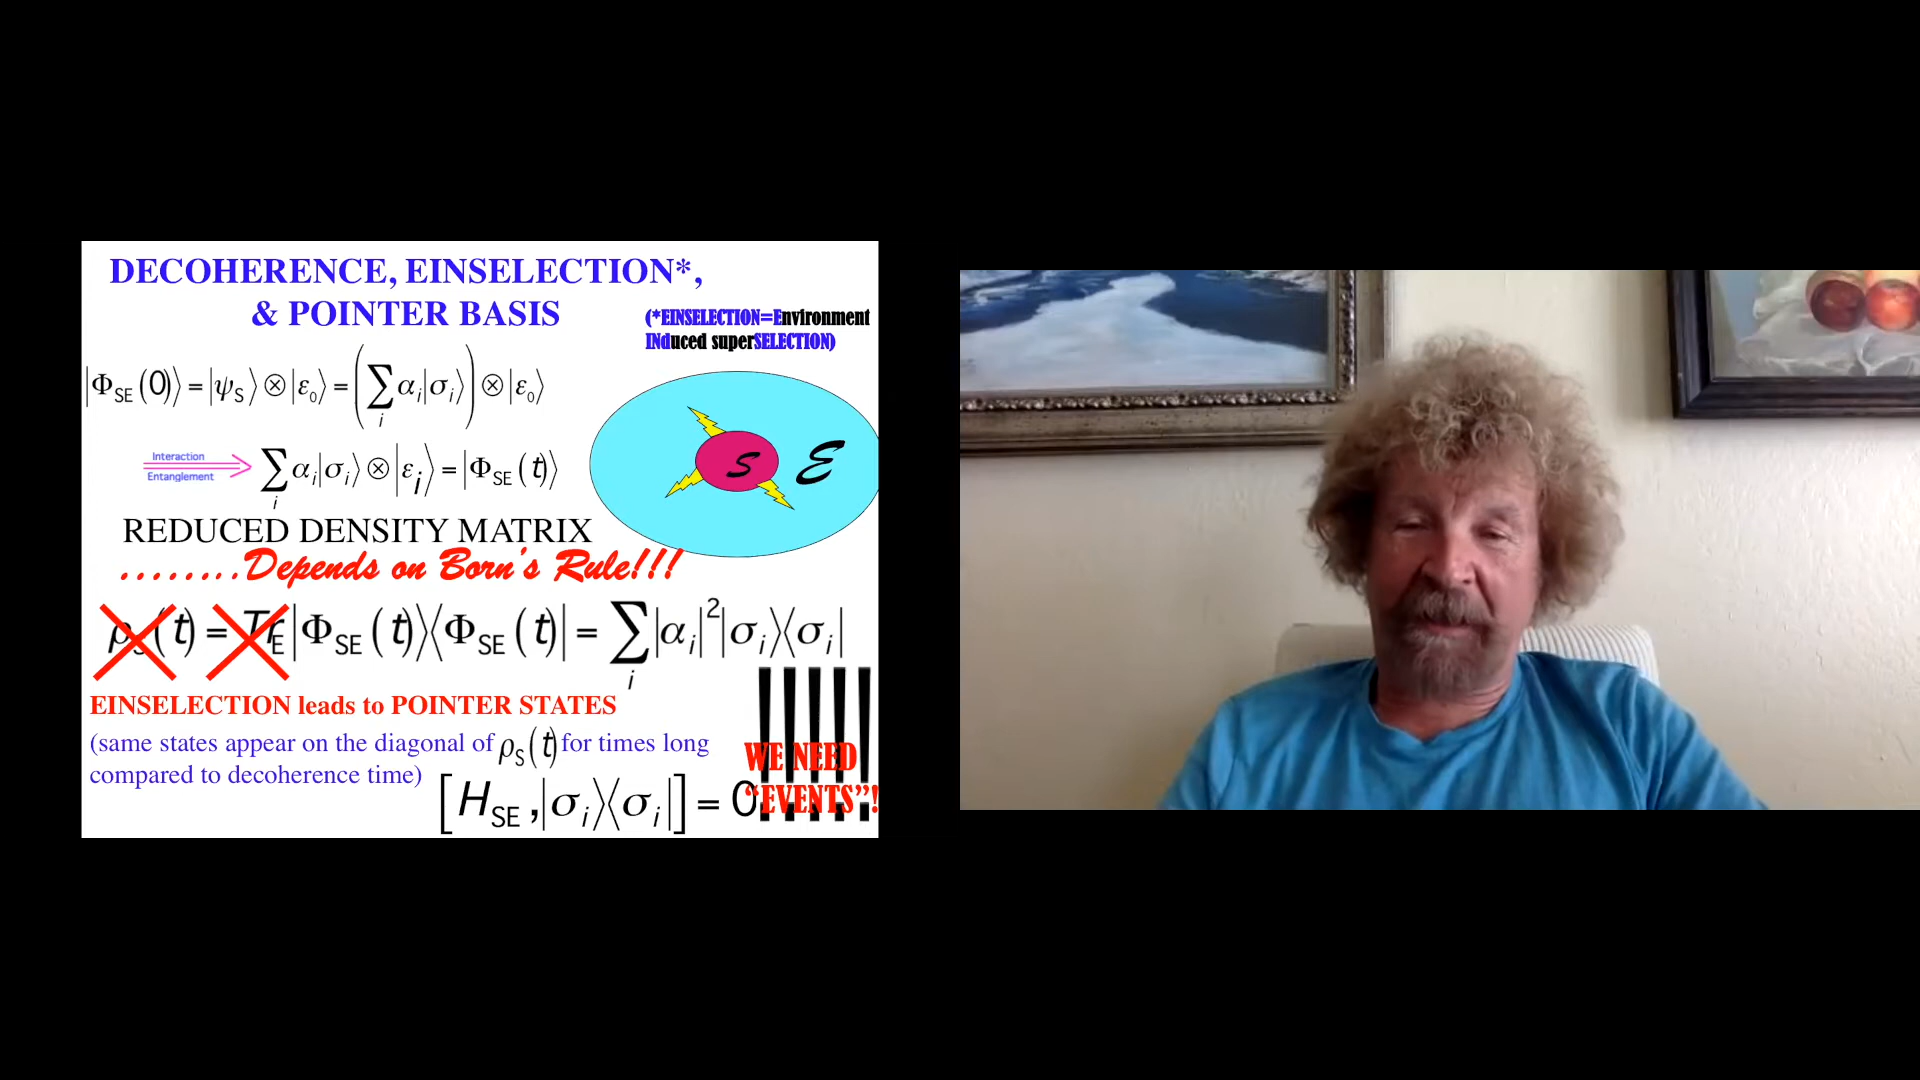 DECOHERENCE, EINSELECTION*,
& POINTER BASIS
(*EINSELECTION=Environment
INduced superSELECTION)
|Φ_SE(0)⟩ = |ψ_S⟩ ⊗ |ε_0⟩ = (∑_i α_i|σ_i⟩) ⊗ |ε_0⟩
Interaction
Entanglement
∑_i α_i|σ_i⟩ ⊗ |ε_i⟩ = |Φ_SE(t)⟩
S
ℰ
REDUCED DENSITY MATRIX
........Depends on Born's Rule!!!
ρ_S(t) = Tr_E |Φ_SE(t)⟩⟨Φ_SE(t)| = ∑_i |α_i|²|σ_i⟩⟨σ_i|
EINSELECTION leads to POINTER STATES
(same states appear on the diagonal of ρ_S(t) for times long
compared to decoherence time)
[H_SE, |σ_i⟩⟨σ_i|] = 0
!!!!!
WE NEED
“EVENTS”!